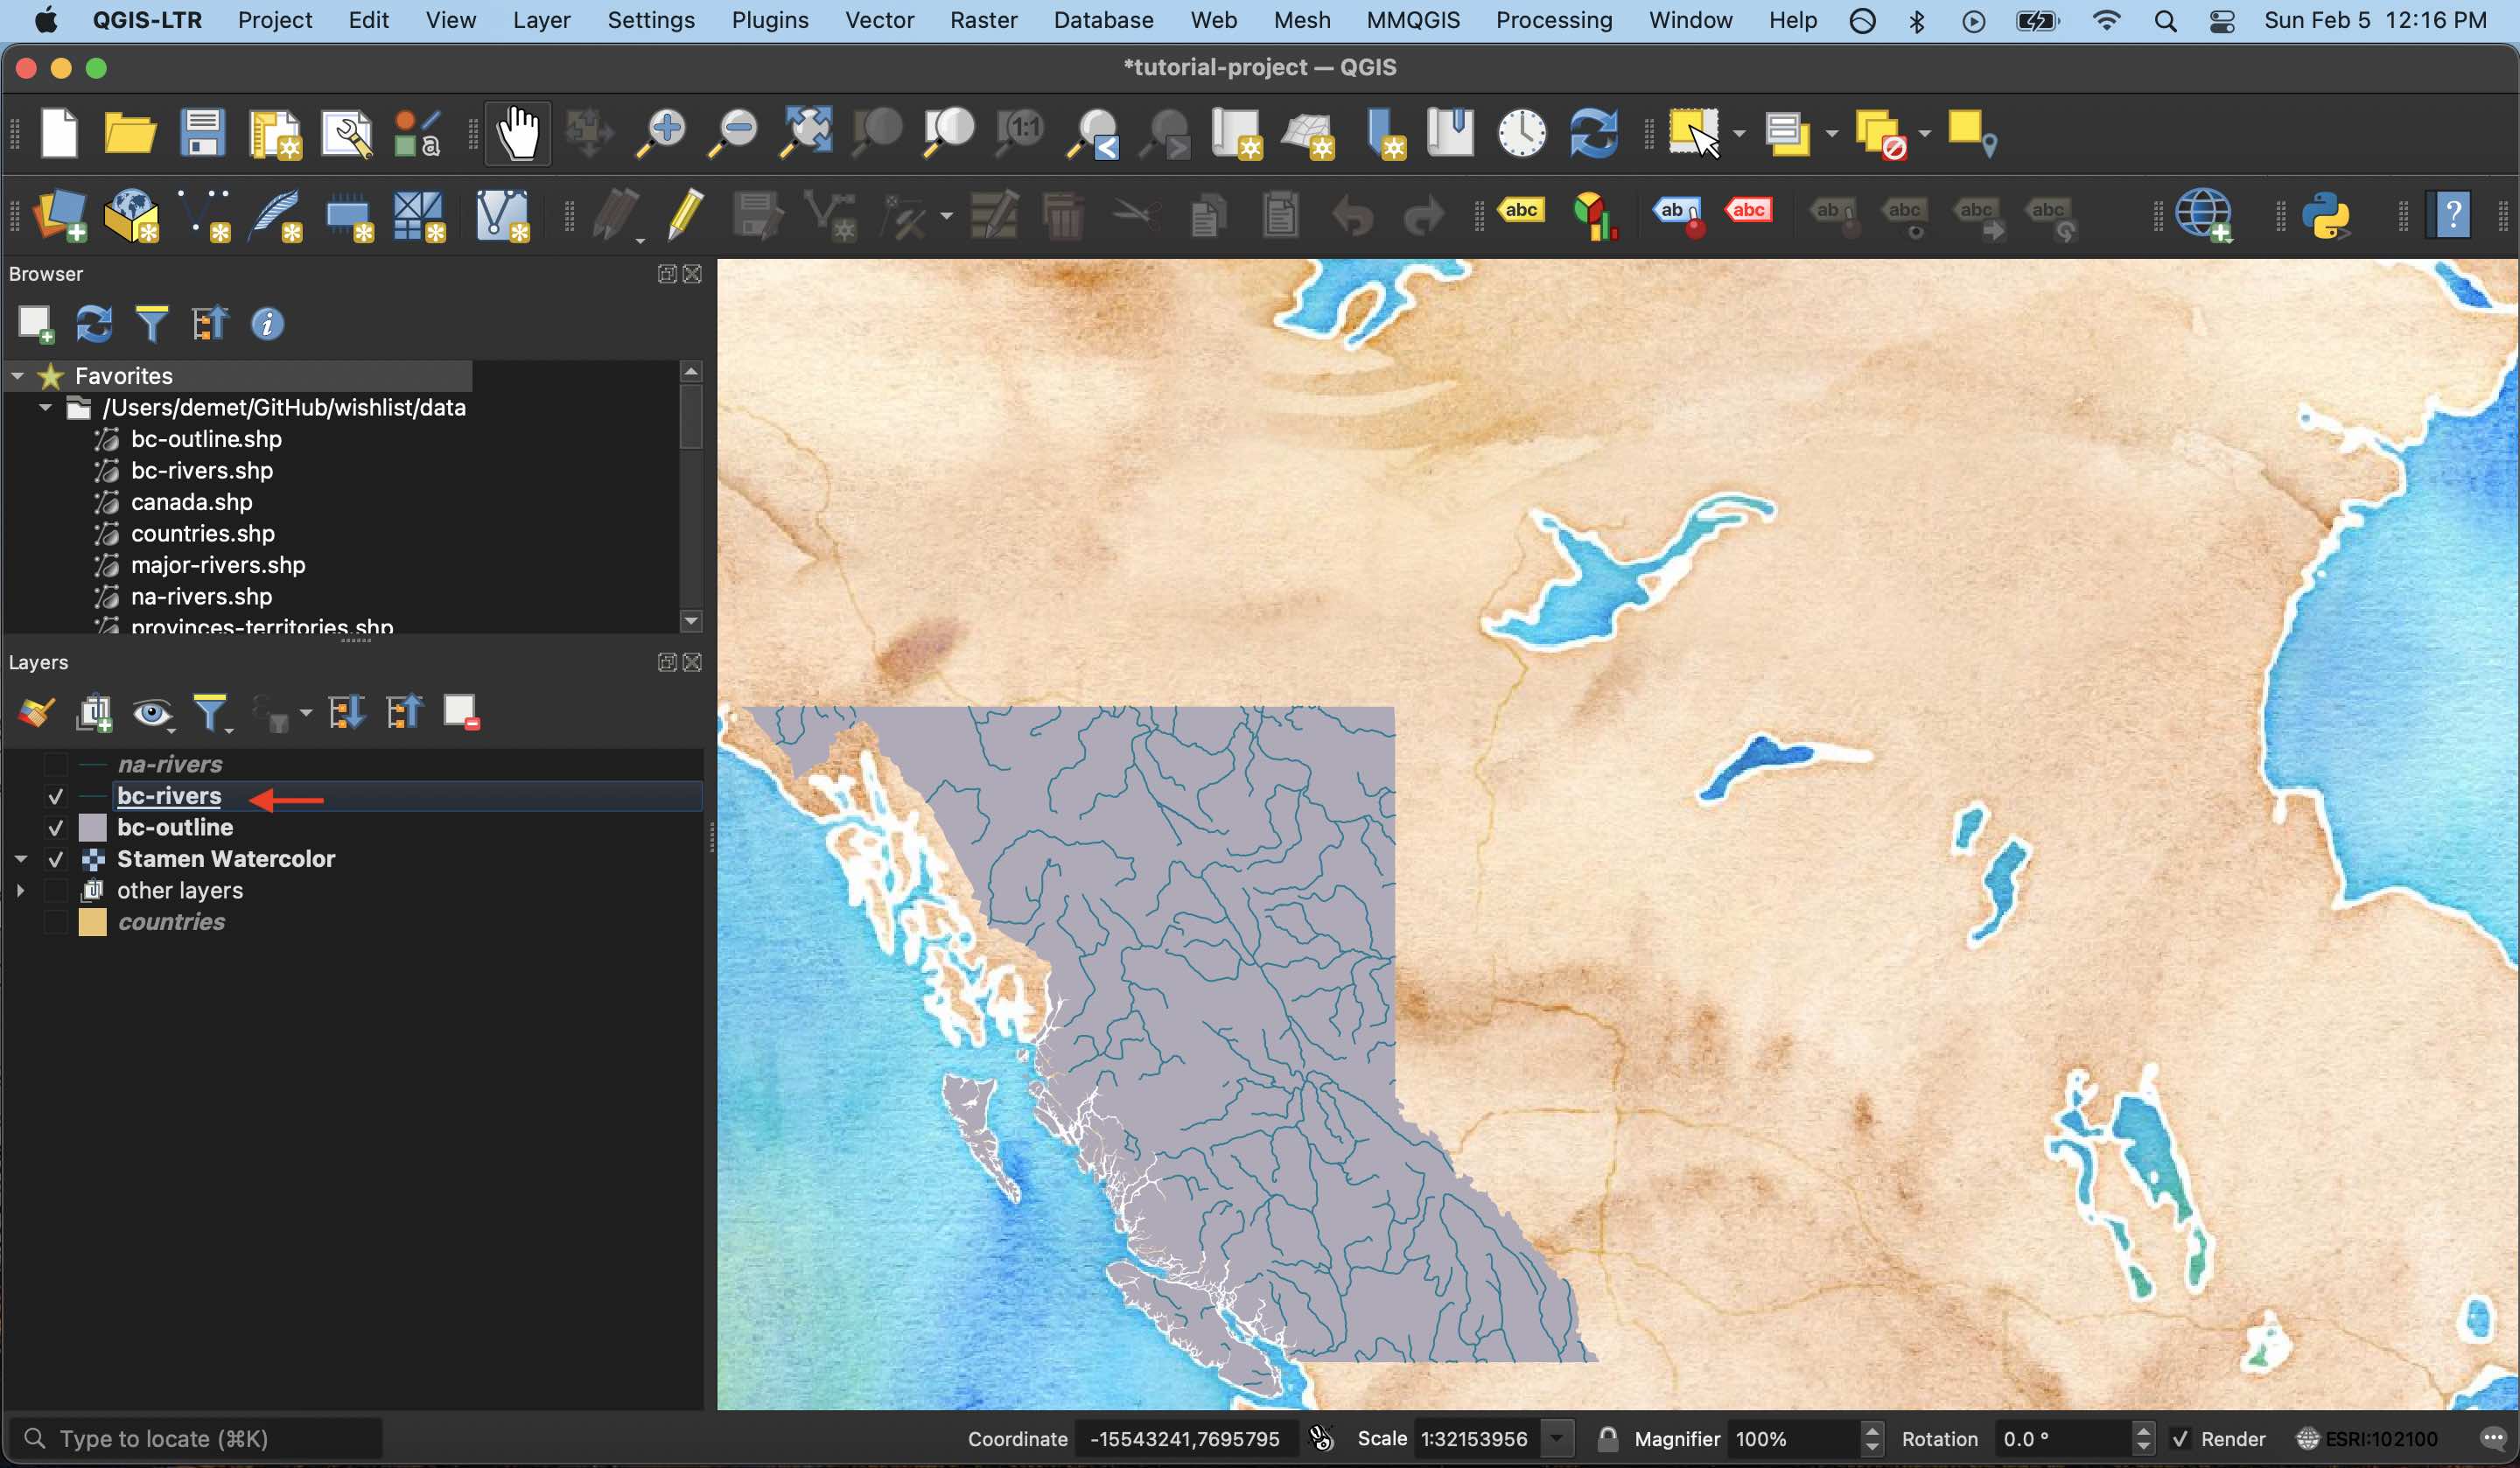 QGIS-LTR Project Edit View Layer Settings Plugins Vector Raster Database Web Mesh MMQGIS Processing Window Help Sun Feb 5 12:16 PM
*tutorial-project — QGIS
a 1:1
abc ab abc ab abc abc abc ?
Browser
Favorites
/Users/demet/GitHub/wishlist/data
bc-outline.shp
bc-rivers.shp
canada.shp
countries.shp
major-rivers.shp
na-rivers.shp
provinces-territories.shp
Layers
na-rivers
bc-rivers
bc-outline
Stamen Watercolor
other layers
countries
Type to locate (⌘K) Coordinate -15543241,7695795 Scale 1:32153956 Magnifier 100% Rotation 0.0 ° Render ESRI:102100